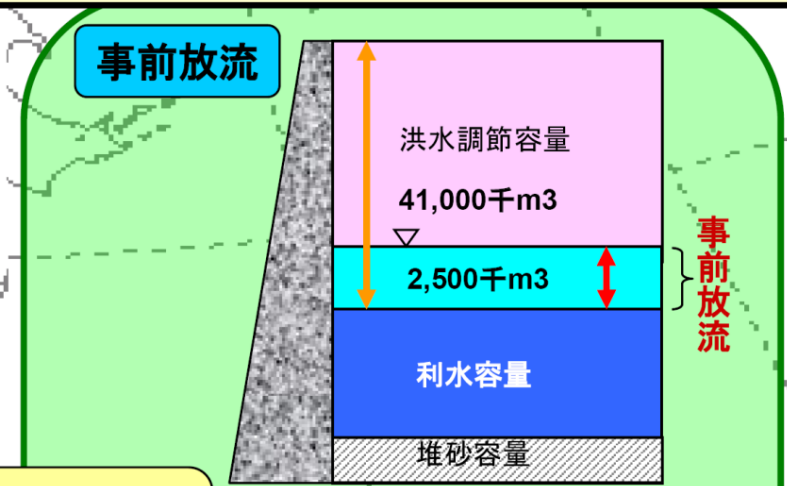 事前放流
洪水調節容量
41,000千m3
2,500千m3
事前放流
利水容量
堆砂容量